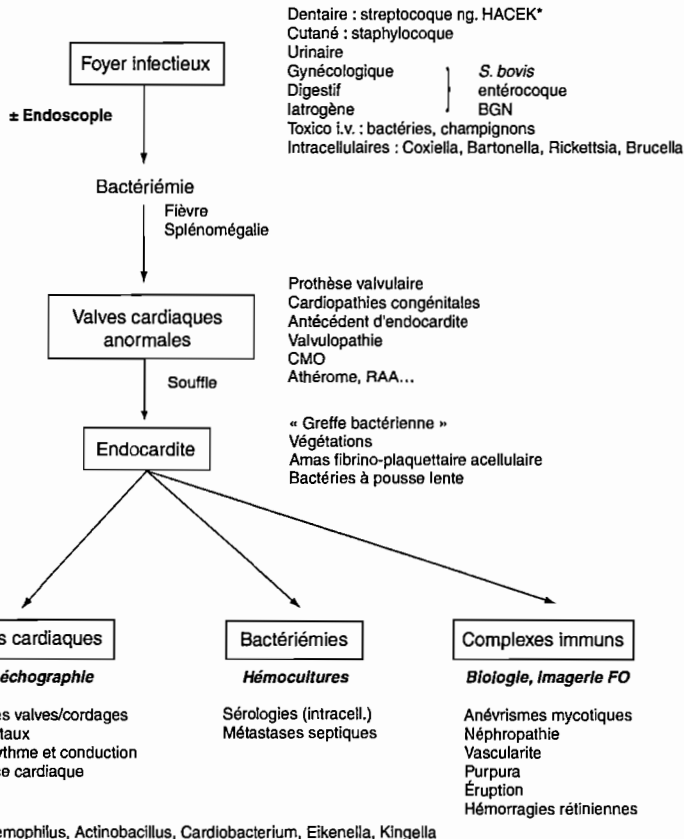 Dentaire : streptocoque ng. HACEK*
Cutané : staphylocoque
Urinaire
Gynécologique S. bovis
Digestif entérocoque
Iatrogène BGN
Toxico i.v. : bactéries, champignons
Intracellulaires : Coxiella, Bartonella, Rickettsia, Brucella
Foyer infectieux
± Endoscopie
Bactériémie
Fièvre
Splénomégalie
Valves cardiaques
anormales
Prothèse valvulaire
Cardiopathies congénitales
Antécédent d'endocardite
Valvulopathie
CMO
Athérome, RAA...
Souffle
Endocardite
« Greffe bactérienne »
Végétations
Amas fibrino-plaquettaire acellulaire
Bactéries à pousse lente
s cardiaques
échographie
s valves/cordages
taux
ythme et conduction
ce cardiaque
Bactériémies
Hémocultures
Sérologies (intracell.)
Métastases septiques
Complexes immuns
Biologie, imagerie FO
Anévrismes mycotiques
Néphropathie
Vascularite
Purpura
Éruption
Hémorragies rétiniennes
emophilus, Actinobacillus, Cardiobacterium, Eikenella, Kingella